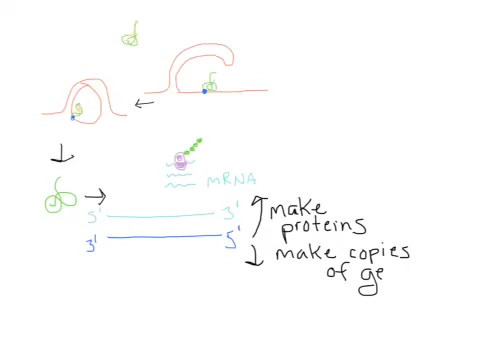 mRNA
5' 3'
3' 5'
make
proteins
make copies
of ge